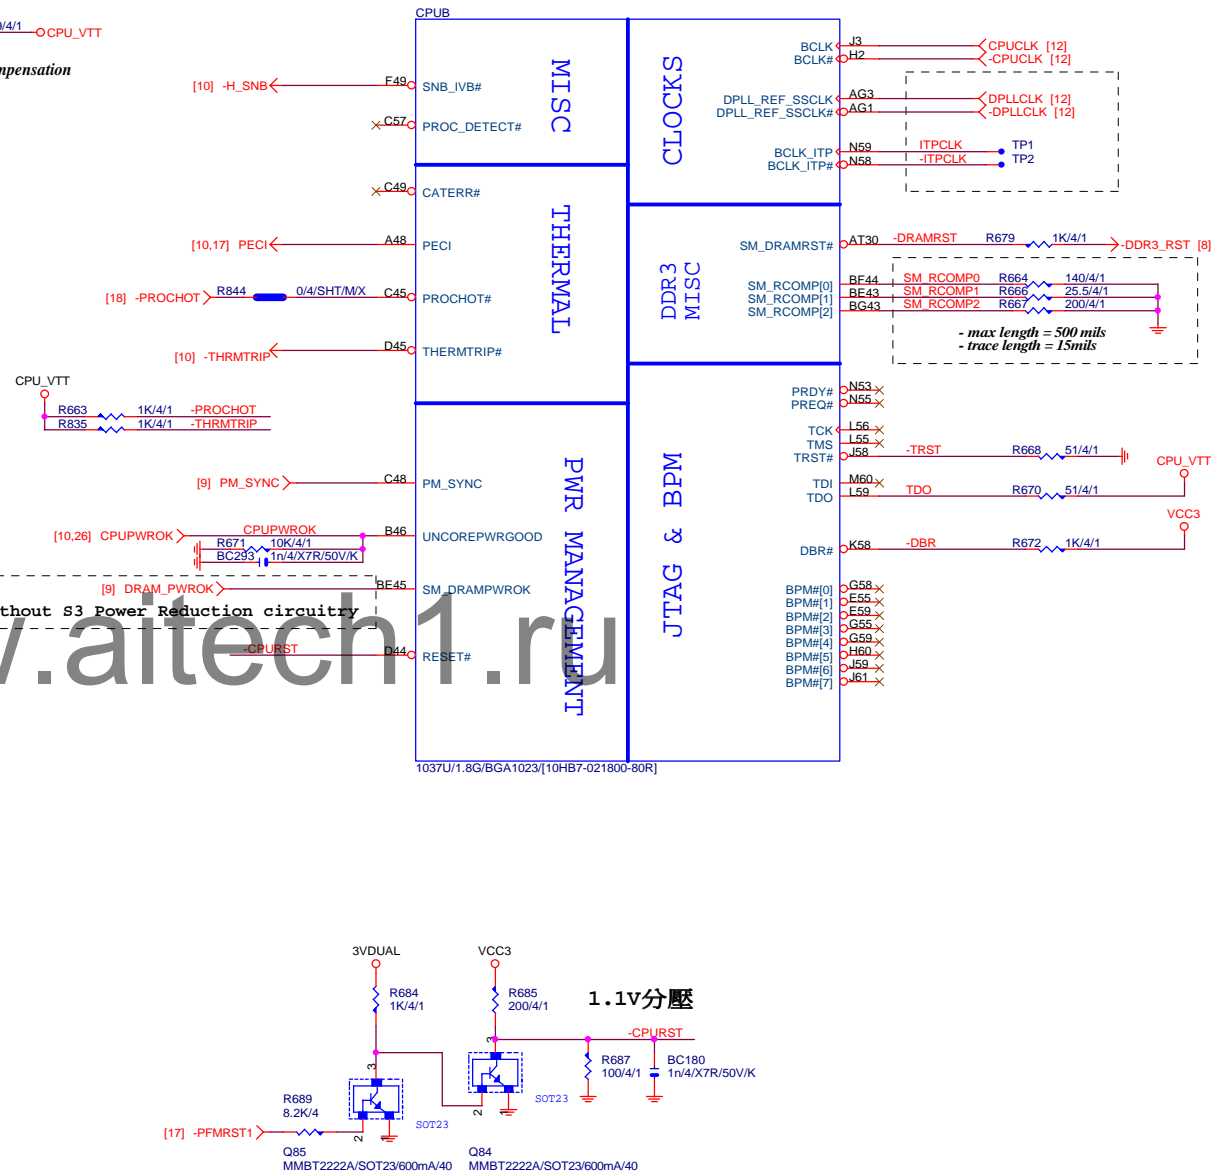 CPUB
/4/1 CPU_VTT
mpensation
[10] -H_SNB F49 SNB_IVB#
C57 PROC_DETECT#
MISC
C49 CATERR#
[10,17] PECI A48 PECI
[18] -PROCHOT R844 0/4/SHT/M/X C45 PROCHOT#
[10] -THRMTRIP D45 THERMTRIP#
THERMAL
CPU_VTT
R663 1K/4/1 -PROCHOT
R835 1K/4/1 -THRMTRIP
[9] PM_SYNC C48 PM_SYNC
[10,26] CPUPWROK CPUPWROK B46 UNCOREPWRGOOD
R671 10K/4/1
BC293 1n/4/X7R/50V/K
[9] DRAM_PWROK BE45 SM_DRAMPWROK
thout S3 Power Reduction circuitry
-CPURST D44 RESET#
PWR MANAGEMENT
CLOCKS
BCLK J3 CPUCLK [12]
BCLK# H2 -CPUCLK [12]
DPLL_REF_SSCLK AG3 DPLLCLK [12]
DPLL_REF_SSCLK# AG1 -DPLLCLK [12]
BCLK_ITP N59 ITPCLK TP1
BCLK_ITP# N58 -ITPCLK TP2
DDR3
MISC
SM_DRAMRST# AT30 -DRAMRST R679 1K/4/1 -DDR3_RST [8]
SM_RCOMP[0] BF44 SM_RCOMP0 R664 140/4/1
SM_RCOMP[1] BE43 SM_RCOMP1 R666 25.5/4/1
SM_RCOMP[2] BG43 SM_RCOMP2 R667 200/4/1
- max length = 500 mils
- trace length = 15mils
JTAG & BPM
PRDY# N53
PREQ# N55
TCK L56
TMS L55
TRST# J58 -TRST R668 51/4/1
CPU_VTT
TDI M60
TDO L59 TDO R670 51/4/1
VCC3
DBR# K58 -DBR R672 1K/4/1
BPM#[0] G58
BPM#[1] E55
BPM#[2] E59
BPM#[3] G55
BPM#[4] G59
BPM#[5] H60
BPM#[6] J59
BPM#[7] J61
w.aitech1.ru
1037U/1.8G/BGA1023/[10HB7-021800-80R]
3VDUAL VCC3
R684
1K/4/1
R685
200/4/1
1.1V分壓
-CPURST
R687
100/4/1
BC180
1n/4/X7R/50V/K
3
3
SOT23
SOT23
2 1
2 1
R689
8.2K/4
[17] -PFMRST1
Q85
MMBT2222A/SOT23/600mA/40
Q84
MMBT2222A/SOT23/600mA/40